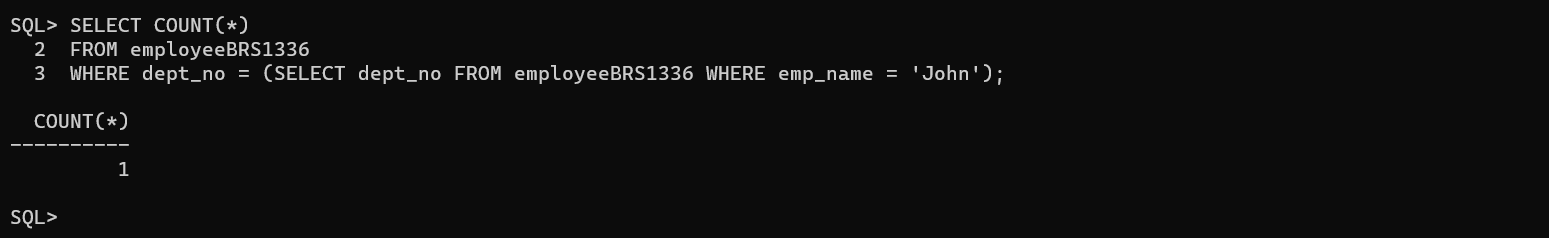 SQL> SELECT COUNT(*)
  2  FROM employeeBRS1336
  3  WHERE dept_no = (SELECT dept_no FROM employeeBRS1336 WHERE emp_name = 'John');
  COUNT(*)
----------
         1
SQL>